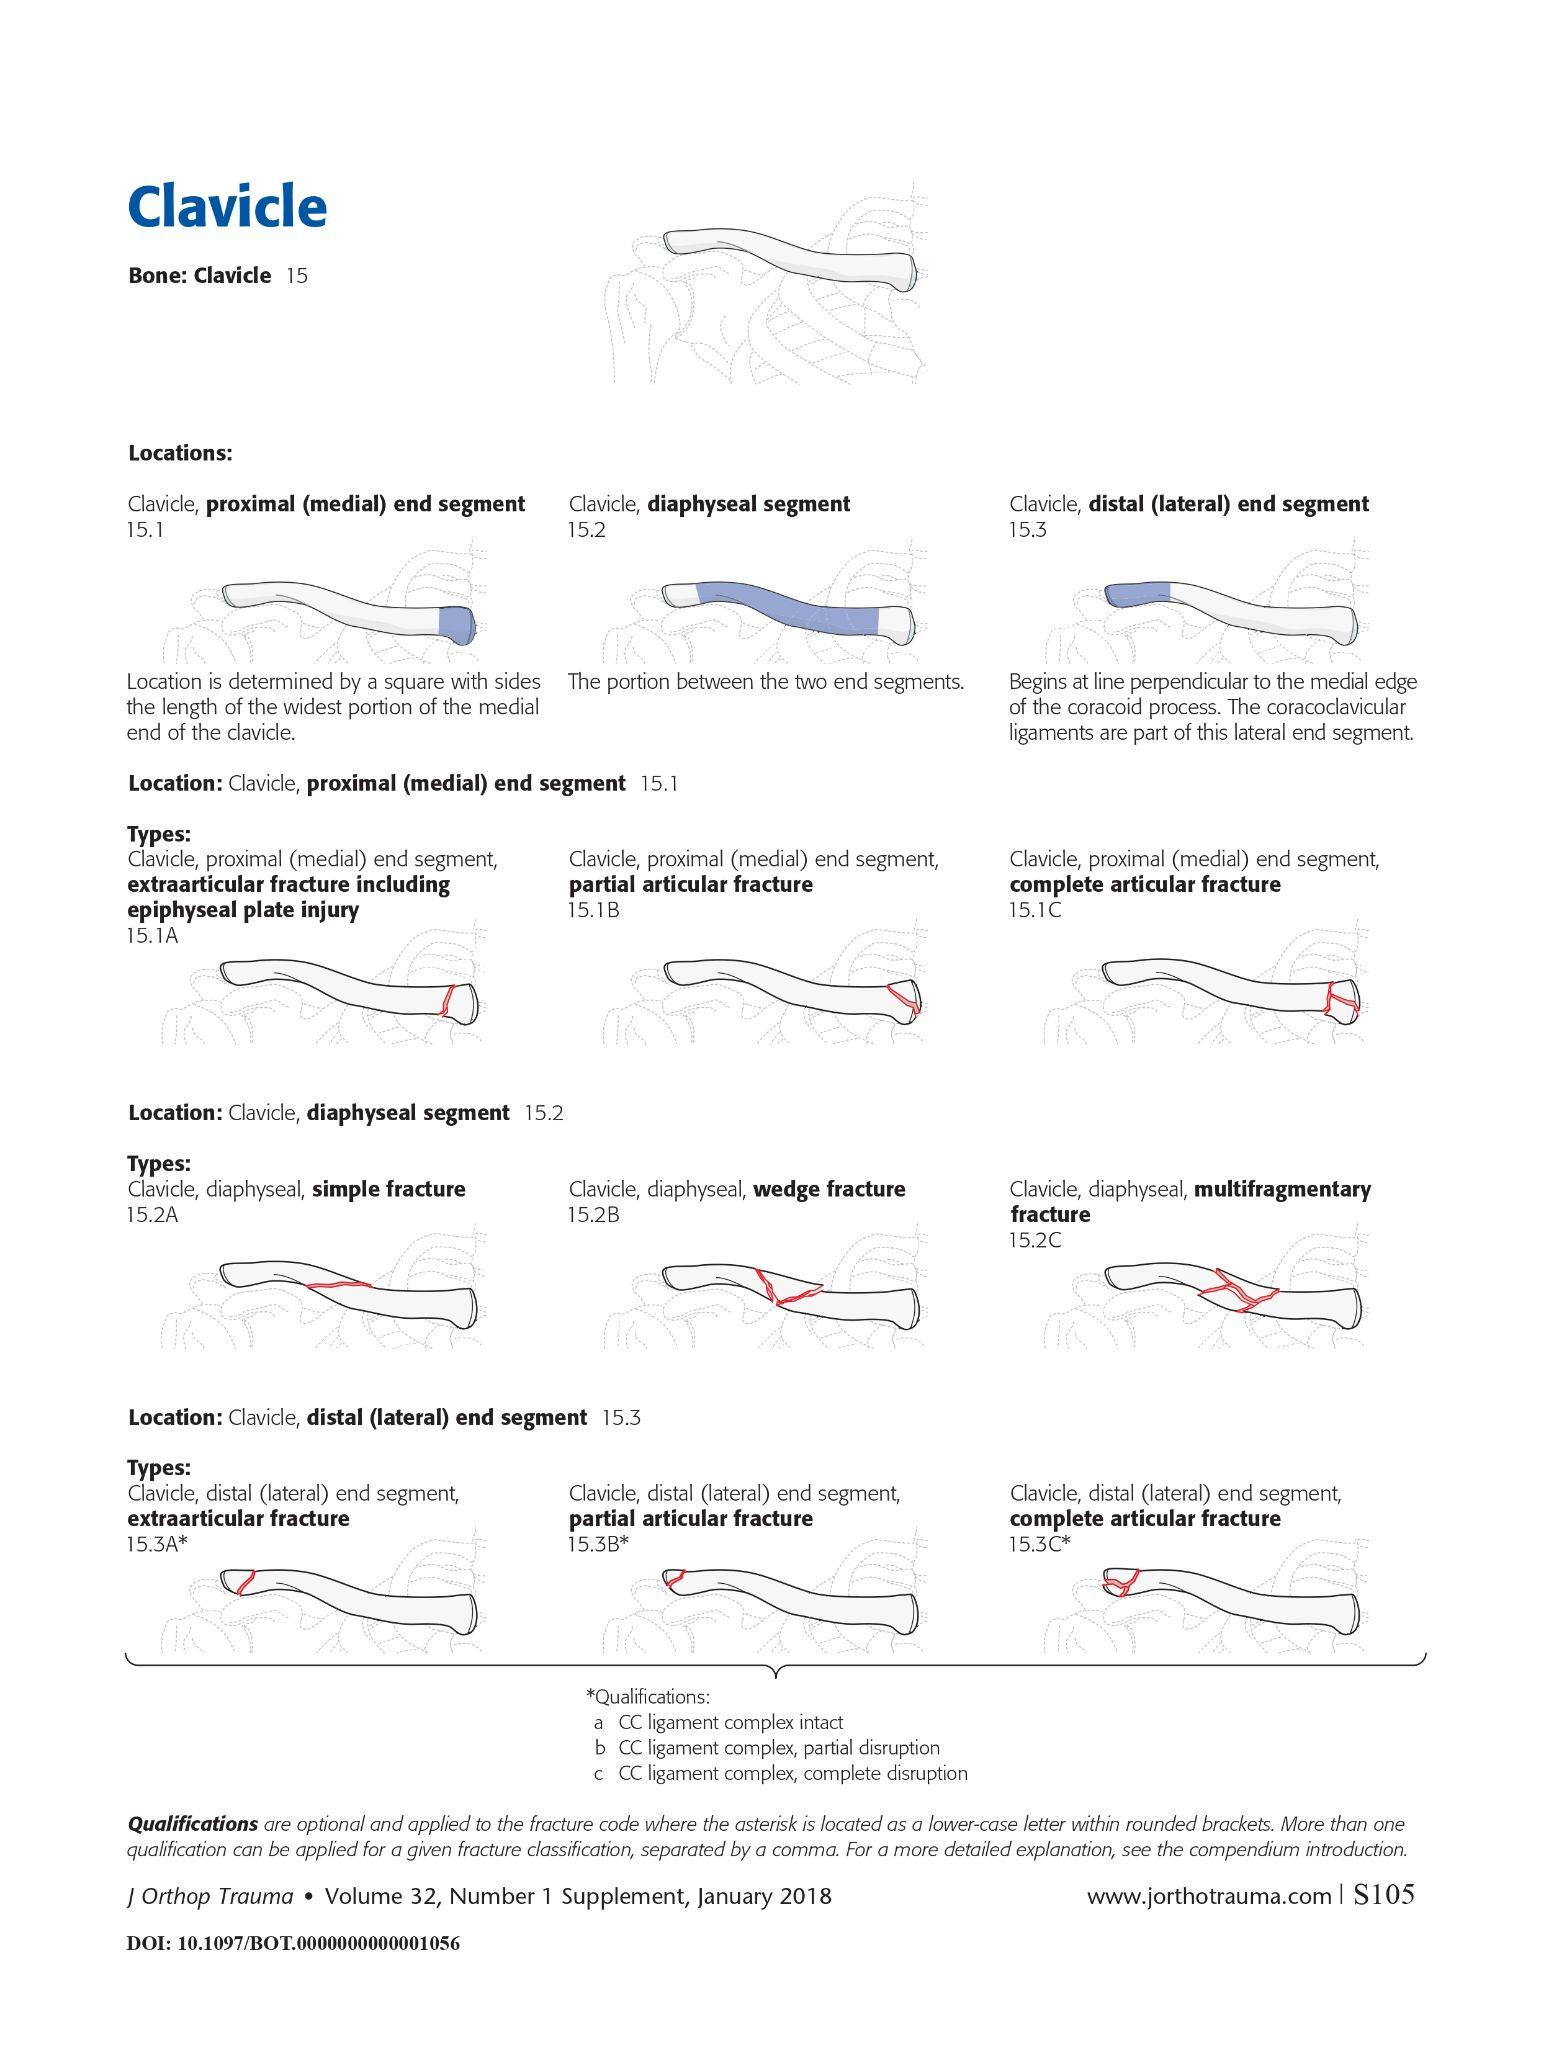 Clavicle
Bone: Clavicle 15
Locations:
Clavicle, proximal (medial) end segment
15.1
Clavicle, diaphyseal segment
15.2
Clavicle, distal (lateral) end segment
15.3
Location is determined by a square with sides
the length of the widest portion of the medial
end of the clavicle.
The portion between the two end segments.
Begins at line perpendicular to the medial edge
of the coracoid process. The coracoclavicular
ligaments are part of this lateral end segment.
Location: Clavicle, proximal (medial) end segment 15.1
Types:
Clavicle, proximal (medial) end segment,
extraarticular fracture including
epiphyseal plate injury
15.1A
Clavicle, proximal (medial) end segment,
partial articular fracture
15.1B
Clavicle, proximal (medial) end segment,
complete articular fracture
15.1C
Location: Clavicle, diaphyseal segment 15.2
Types:
Clavicle, diaphyseal, simple fracture
15.2A
Clavicle, diaphyseal, wedge fracture
15.2B
Clavicle, diaphyseal, multifragmentary
fracture
15.2C
Location: Clavicle, distal (lateral) end segment 15.3
Types:
Clavicle, distal (lateral) end segment,
extraarticular fracture
15.3A*
Clavicle, distal (lateral) end segment,
partial articular fracture
15.3B*
Clavicle, distal (lateral) end segment,
complete articular fracture
15.3C*
*Qualifications:
a CC ligament complex intact
b CC ligament complex, partial disruption
c CC ligament complex, complete disruption
Qualifications are optional and applied to the fracture code where the asterisk is located as a lower-case letter within rounded brackets. More than one
qualification can be applied for a given fracture classification, separated by a comma. For a more detailed explanation, see the compendium introduction.
J Orthop Trauma • Volume 32, Number 1 Supplement, January 2018
www.jorthotrauma.com | S105
DOI: 10.1097/BOT.0000000000001056